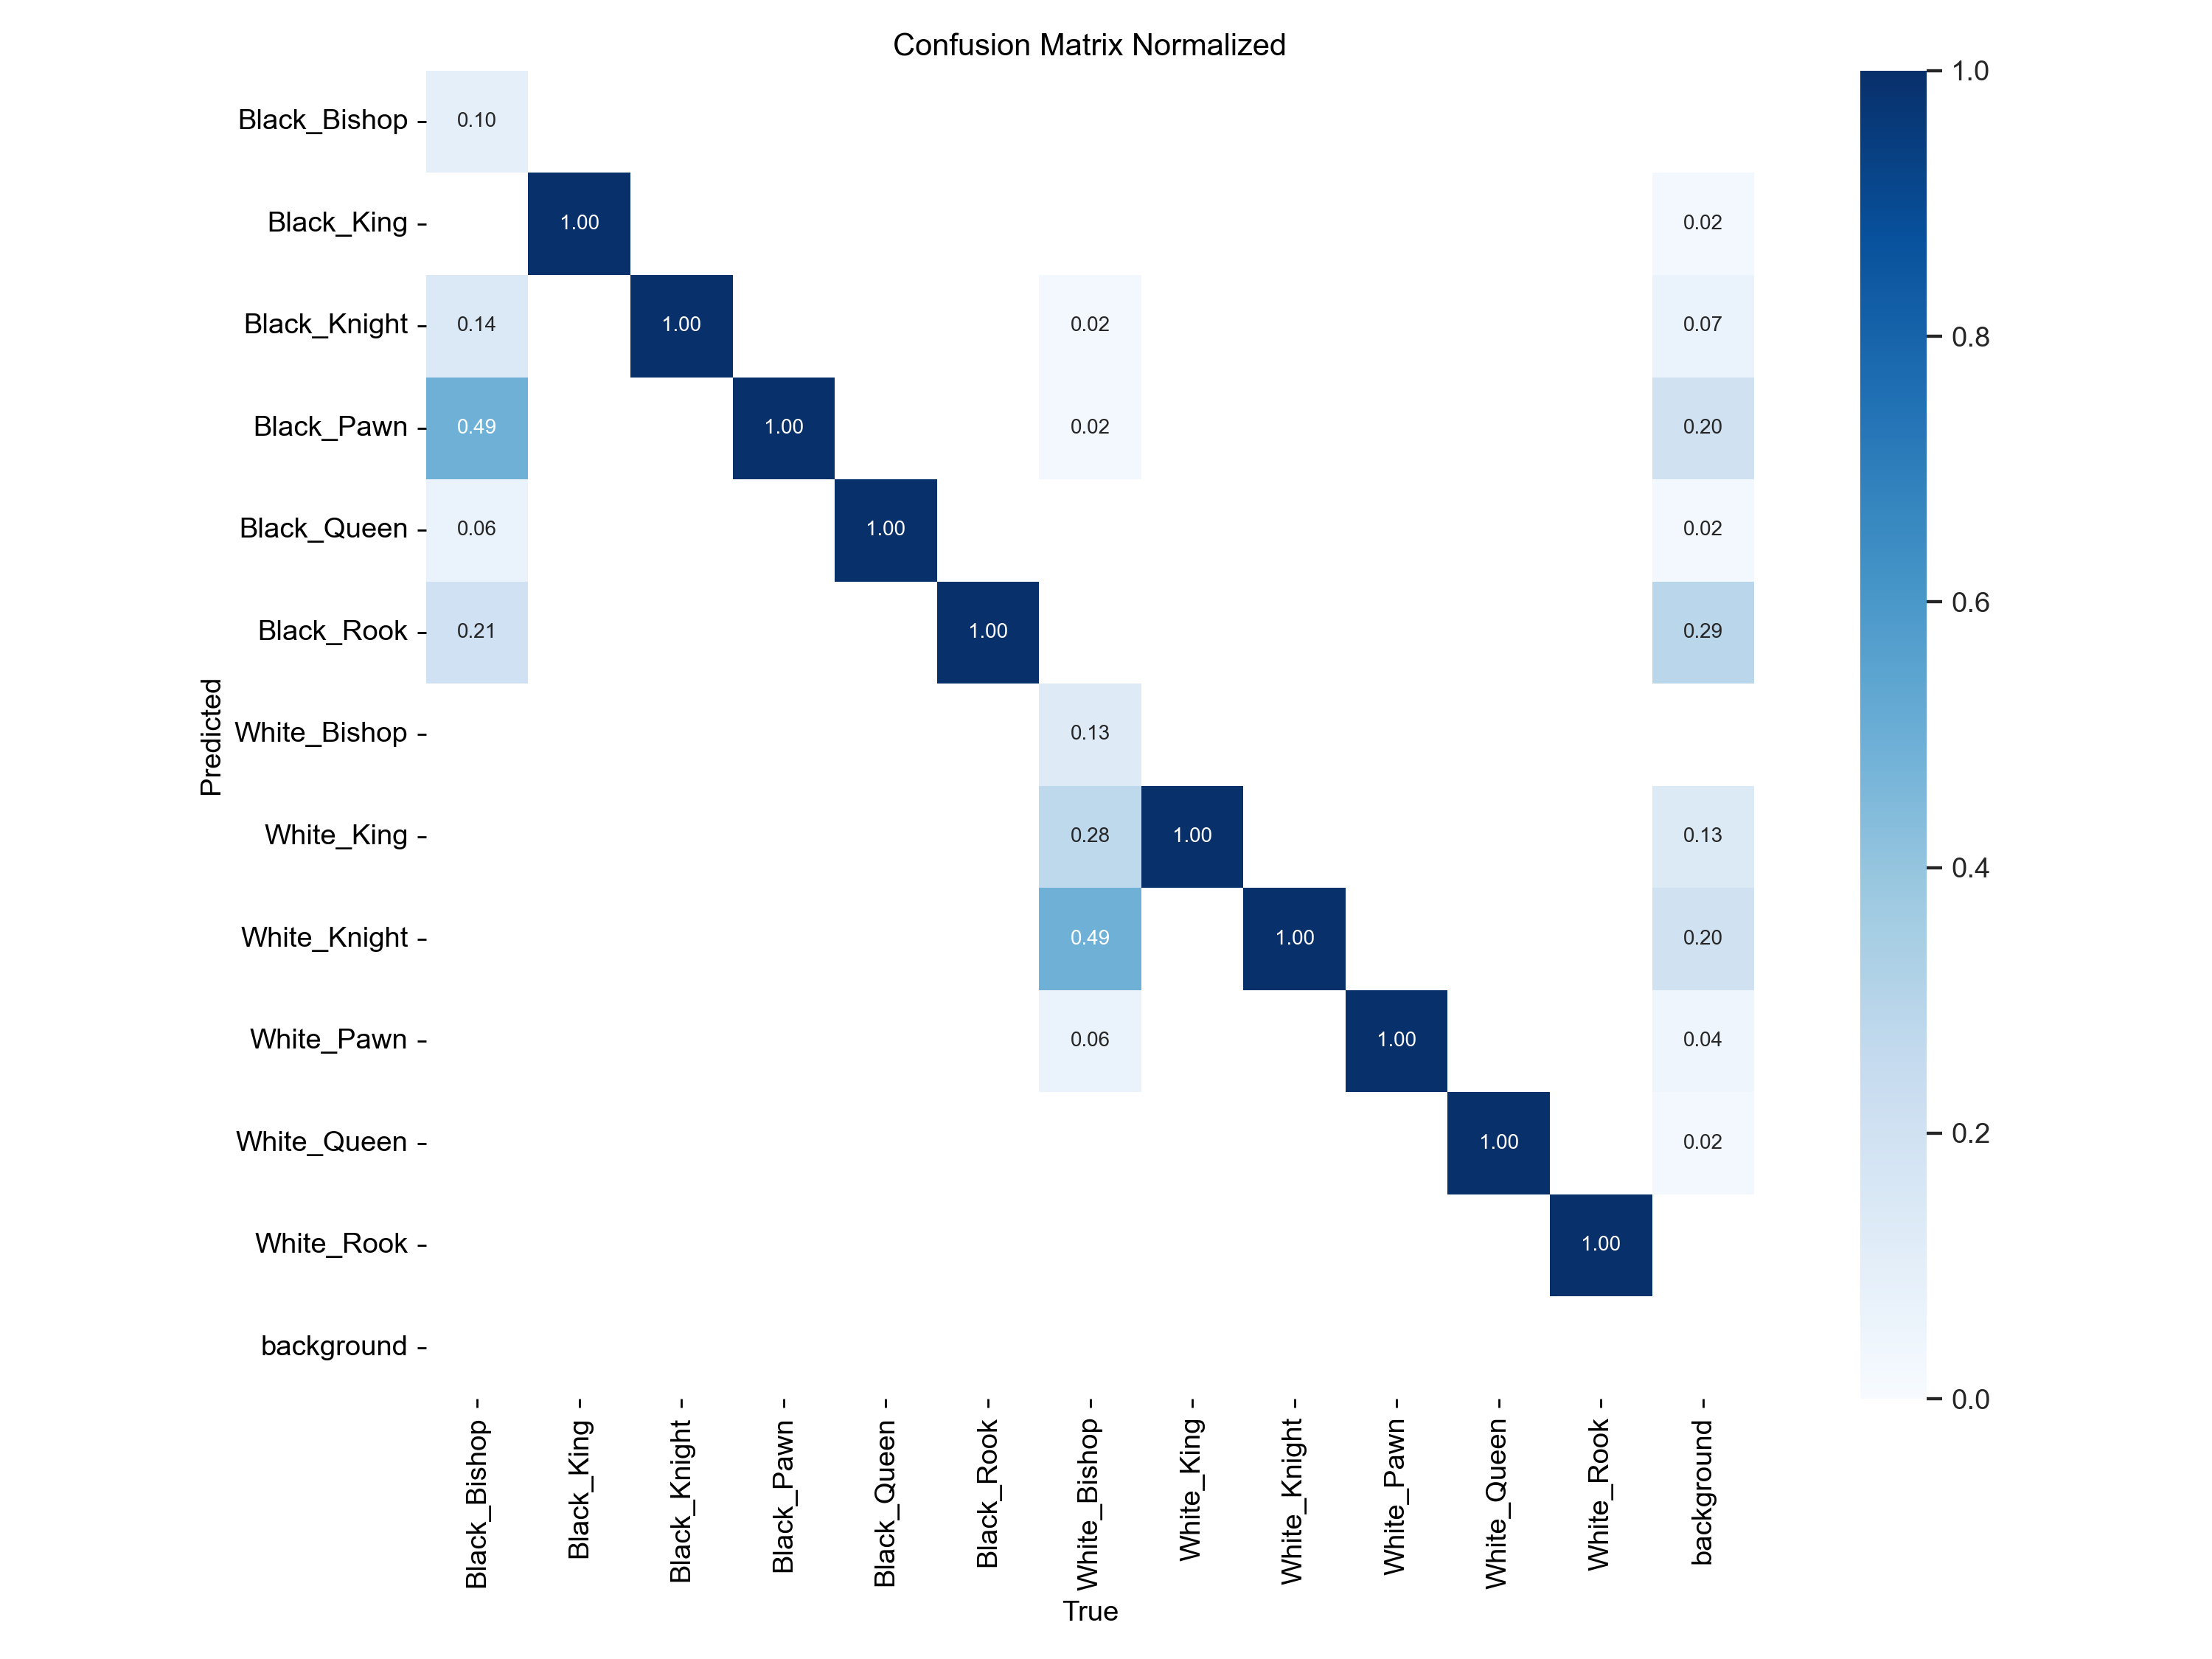 Confusion Matrix Normalized
Black_Bishop 0.10 1.0
Black_King 1.00 0.02
Black_Knight 0.14 1.00 0.02 0.07 0.8
Black_Pawn 0.49 1.00 0.02 0.20
Black_Queen 0.06 1.00 0.02
Black_Rook 0.21 1.00 0.29 0.6
Predicted
White_Bishop 0.13
White_King 0.28 1.00 0.13 0.4
White_Knight 0.49 1.00 0.20
White_Pawn 0.06 1.00 0.04
White_Queen 1.00 0.02 0.2
White_Rook 1.00
background
0.0
Black_Bishop
Black_King
Black_Knight
Black_Pawn
Black_Queen
Black_Rook
White_Bishop
White_King
White_Knight
White_Pawn
White_Queen
White_Rook
background
True